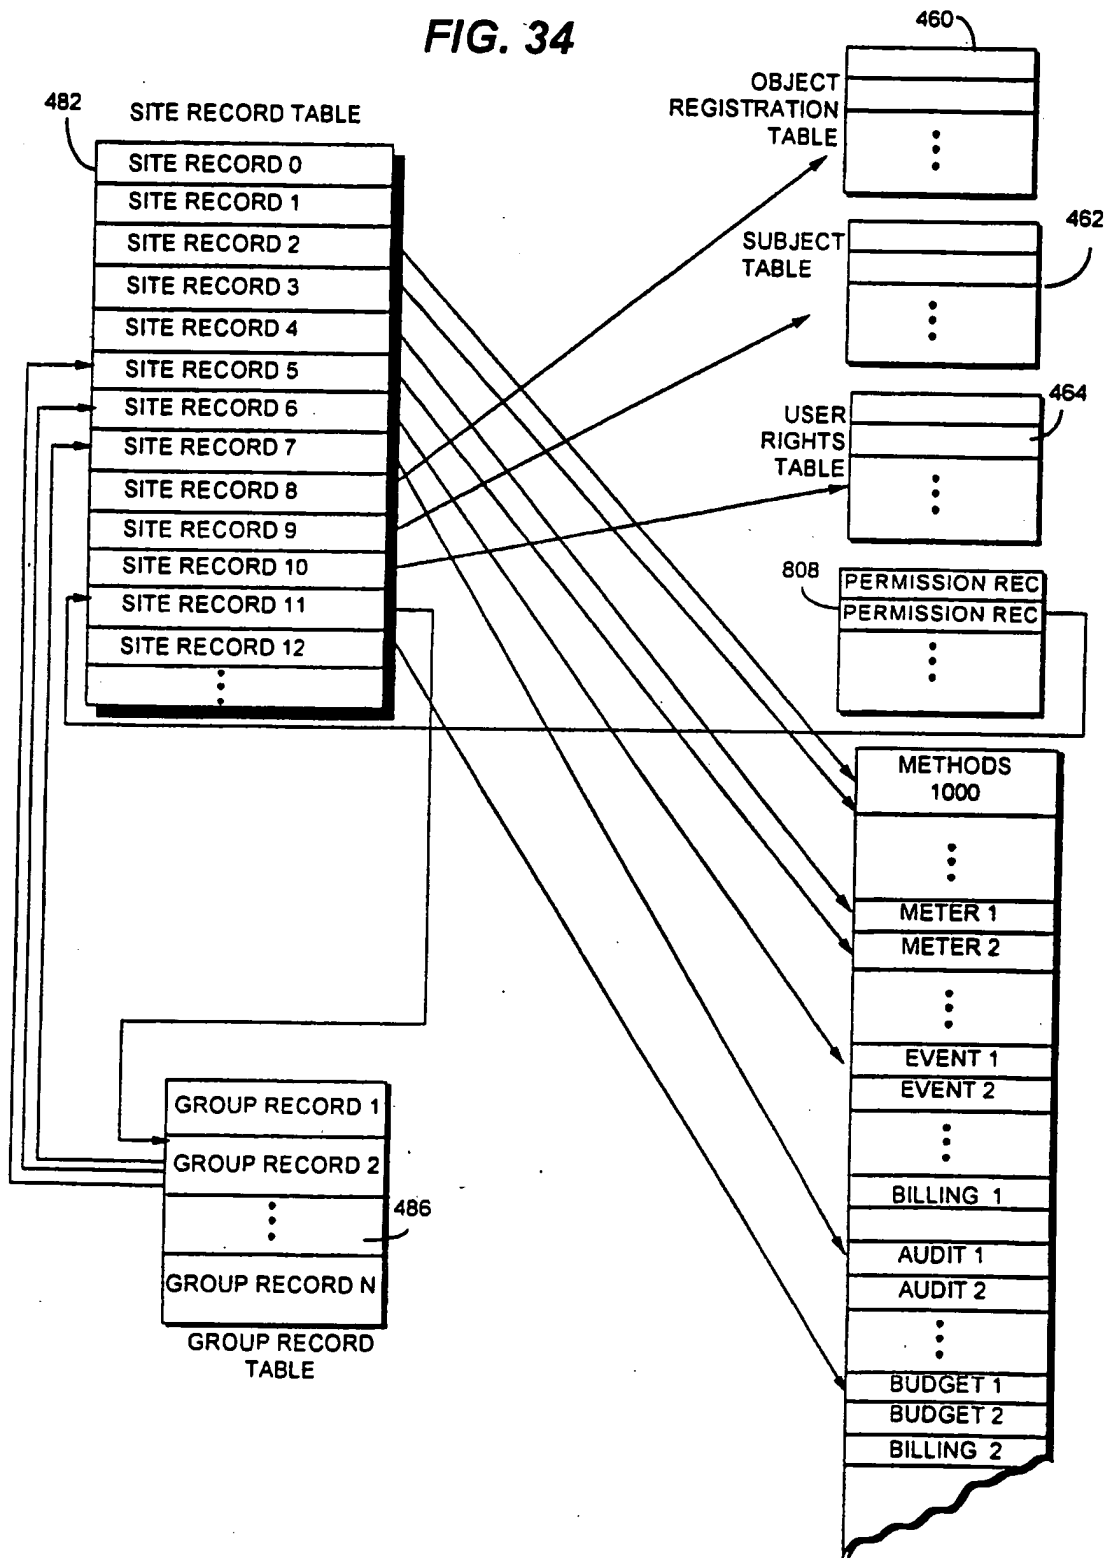 FIG. 34
482
SITE RECORD TABLE
SITE RECORD 0
SITE RECORD 1
SITE RECORD 2
SITE RECORD 3
SITE RECORD 4
SITE RECORD 5
SITE RECORD 6
SITE RECORD 7
SITE RECORD 8
SITE RECORD 9
SITE RECORD 10
SITE RECORD 11
SITE RECORD 12
460
OBJECT
REGISTRATION
TABLE
SUBJECT
TABLE
462
USER
RIGHTS
TABLE
464
808
PERMISSION REC
PERMISSION REC
METHODS
1000
METER 1
METER 2
EVENT 1
EVENT 2
BILLING 1
AUDIT 1
AUDIT 2
BUDGET 1
BUDGET 2
BILLING 2
GROUP RECORD 1
GROUP RECORD 2
486
GROUP RECORD N
GROUP RECORD
TABLE